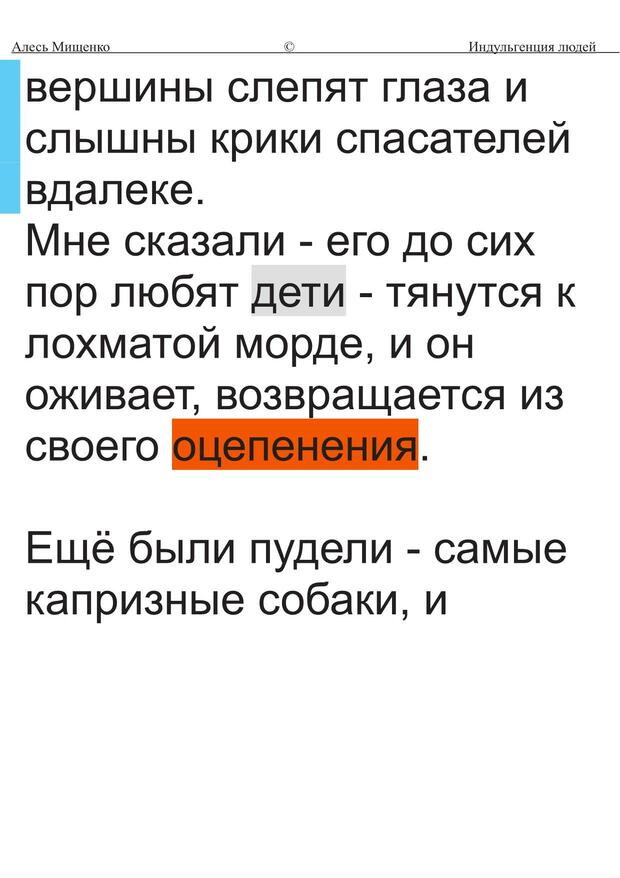 Алесь Мищенко © Индульгенция людей
вершины слепят глаза и
слышны крики спасателей
вдалеке.
Мне сказали - его до сих
пор любят дети - тянутся к
лохматой морде, и он
оживает, возвращается из
своего оцепенения.
Ещё были пудели - самые
капризные собаки, и